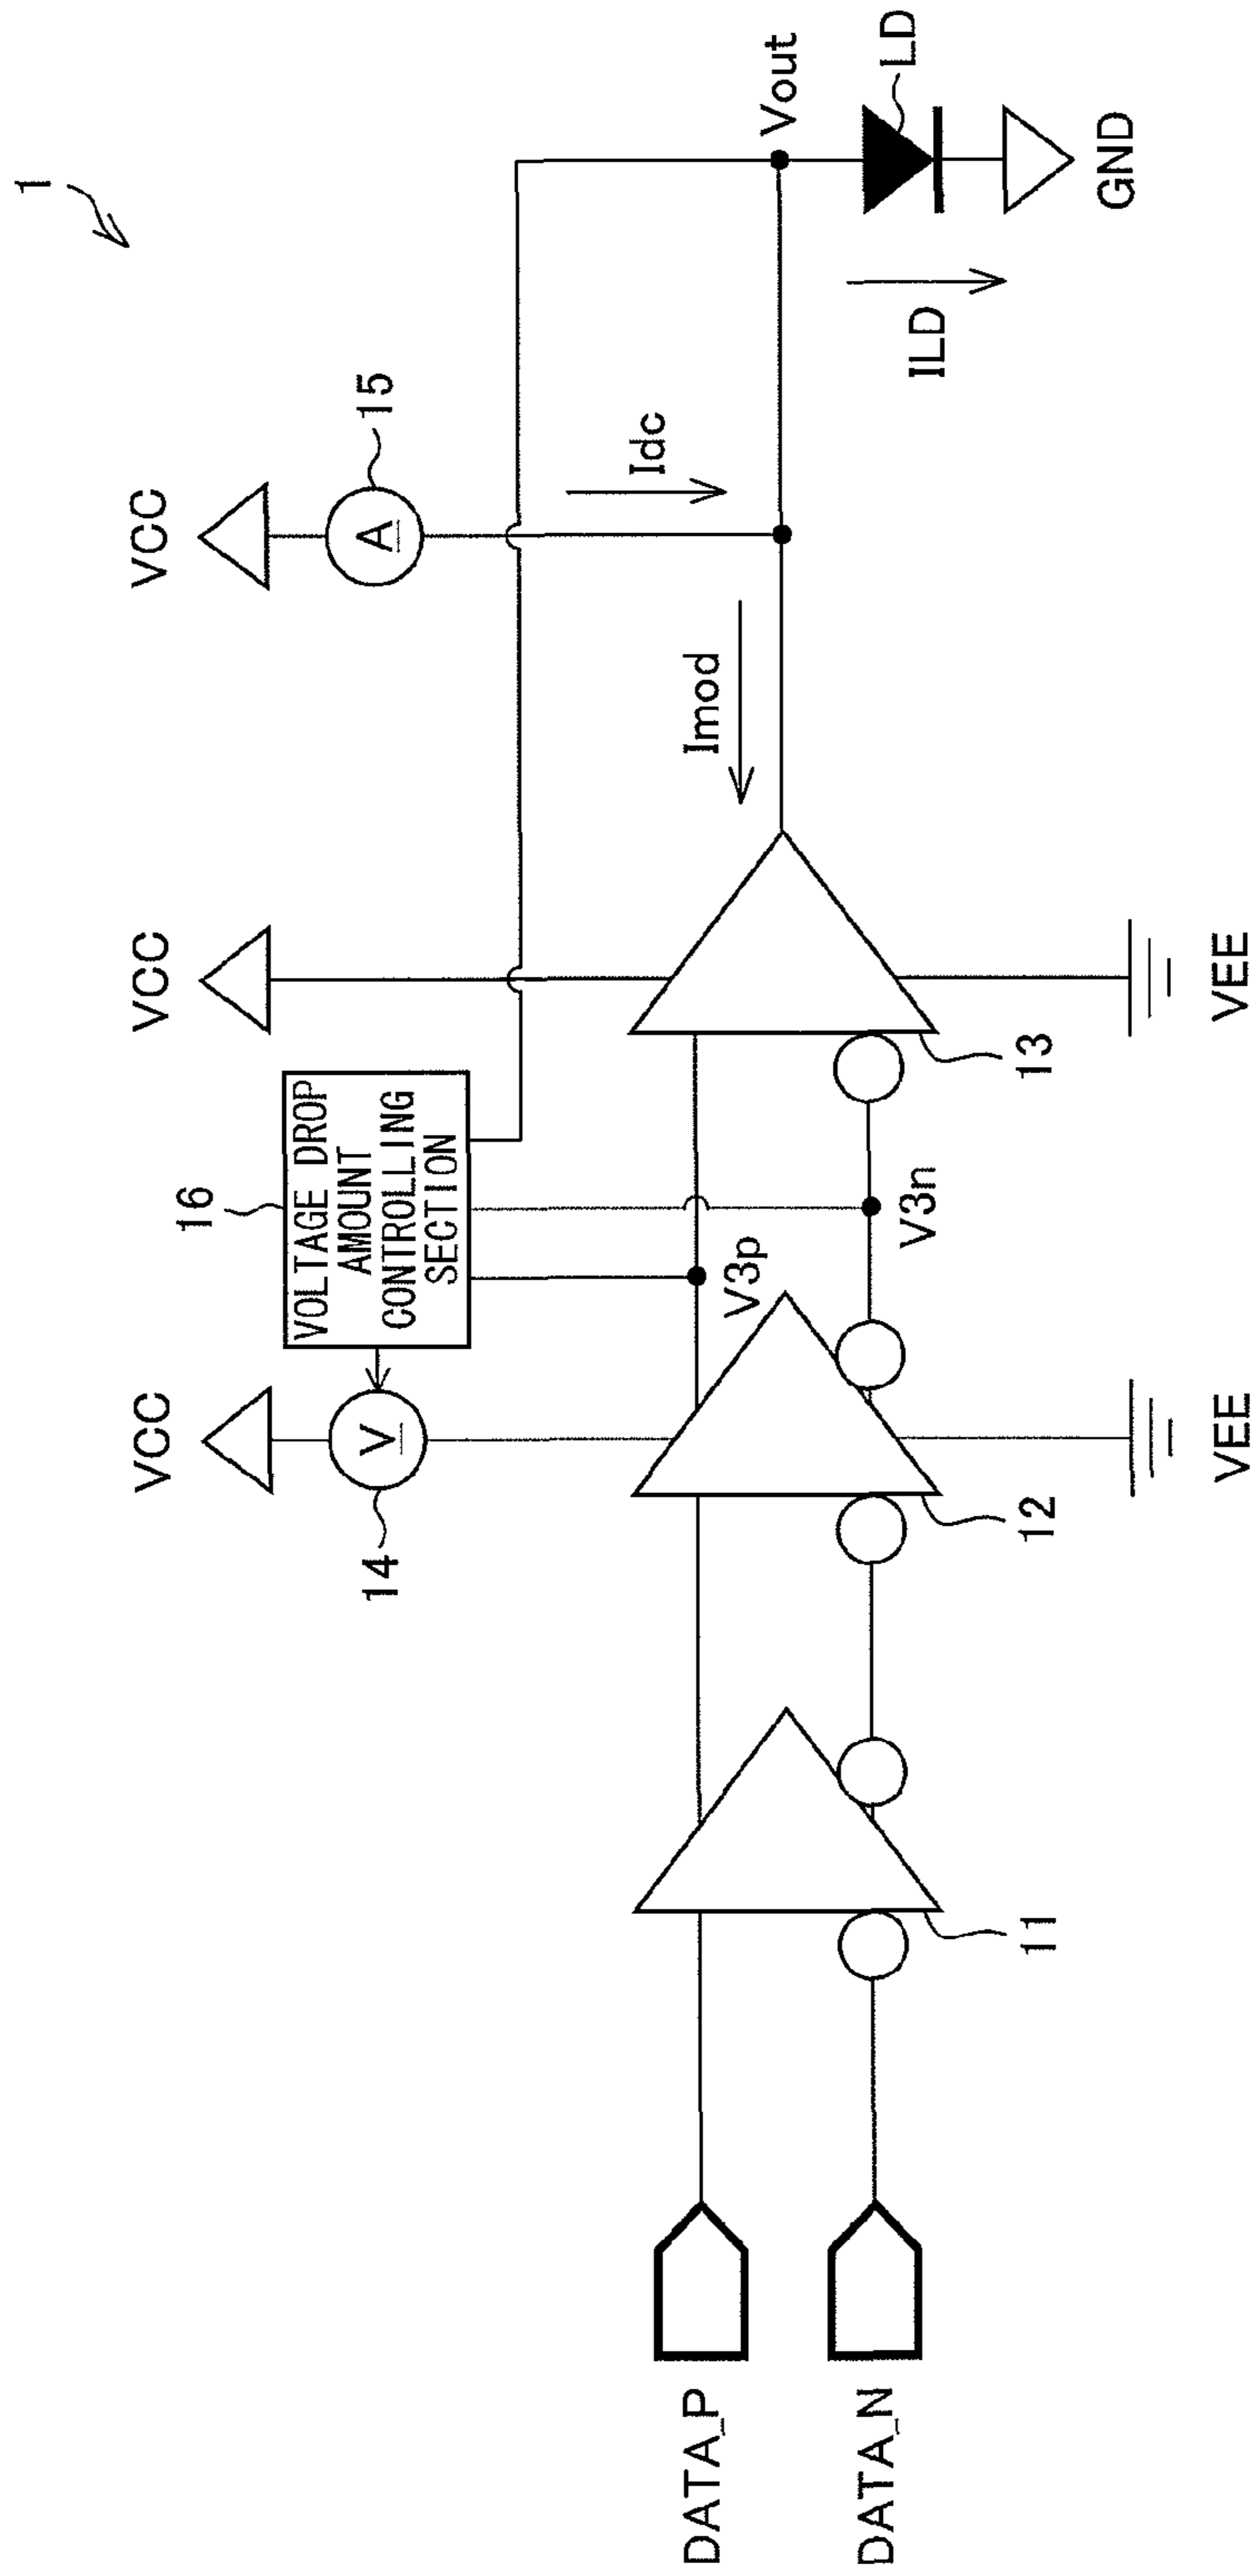 1
VCC
VCC
VCC
16
VOLTAGE DROP
AMOUNT
CONTROLLING
SECTION
14
V
A
15
Idc
Imod
Vout
LD
ILD
GND
V3p
V3n
11
12
13
VEE
VEE
DATA_P
DATA_N